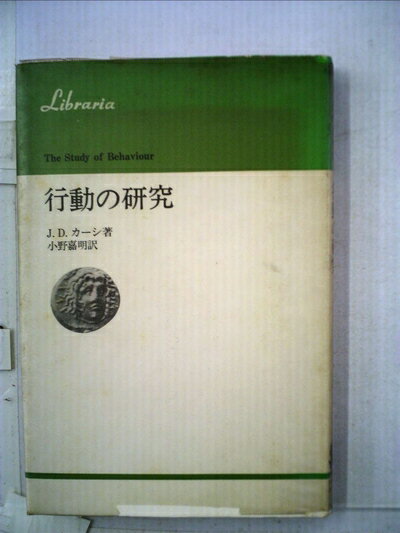 Libraria
The Study of Behaviour
行動の研究
J. D. カーシ著
小野嘉明訳